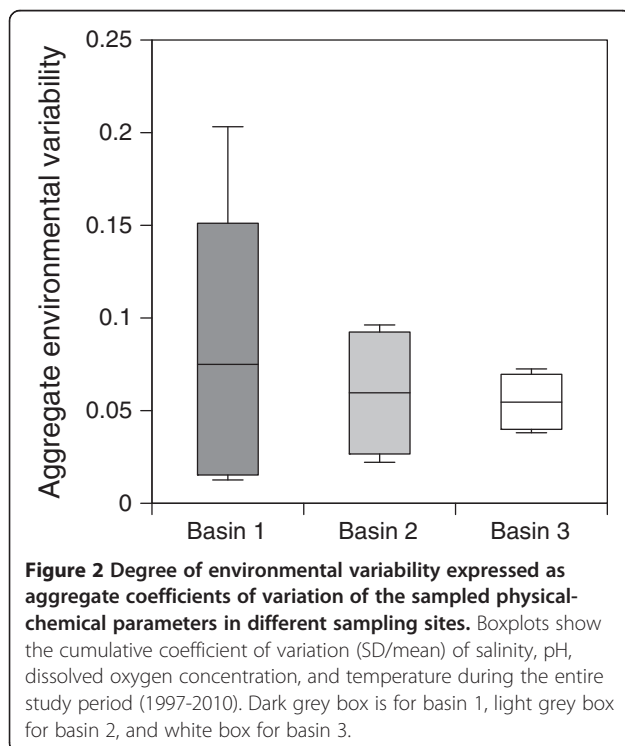 Aggregate environmental variability
0.25
0.2
0.15
0.1
0.05
0
Basin 1 Basin 2 Basin 3
Figure 2 Degree of environmental variability expressed as
aggregate coefficients of variation of the sampled physical-
chemical parameters in different sampling sites. Boxplots show
the cumulative coefficient of variation (SD/mean) of salinity, pH,
dissolved oxygen concentration, and temperature during the entire
study period (1997-2010). Dark grey box is for basin 1, light grey box
for basin 2, and white box for basin 3.